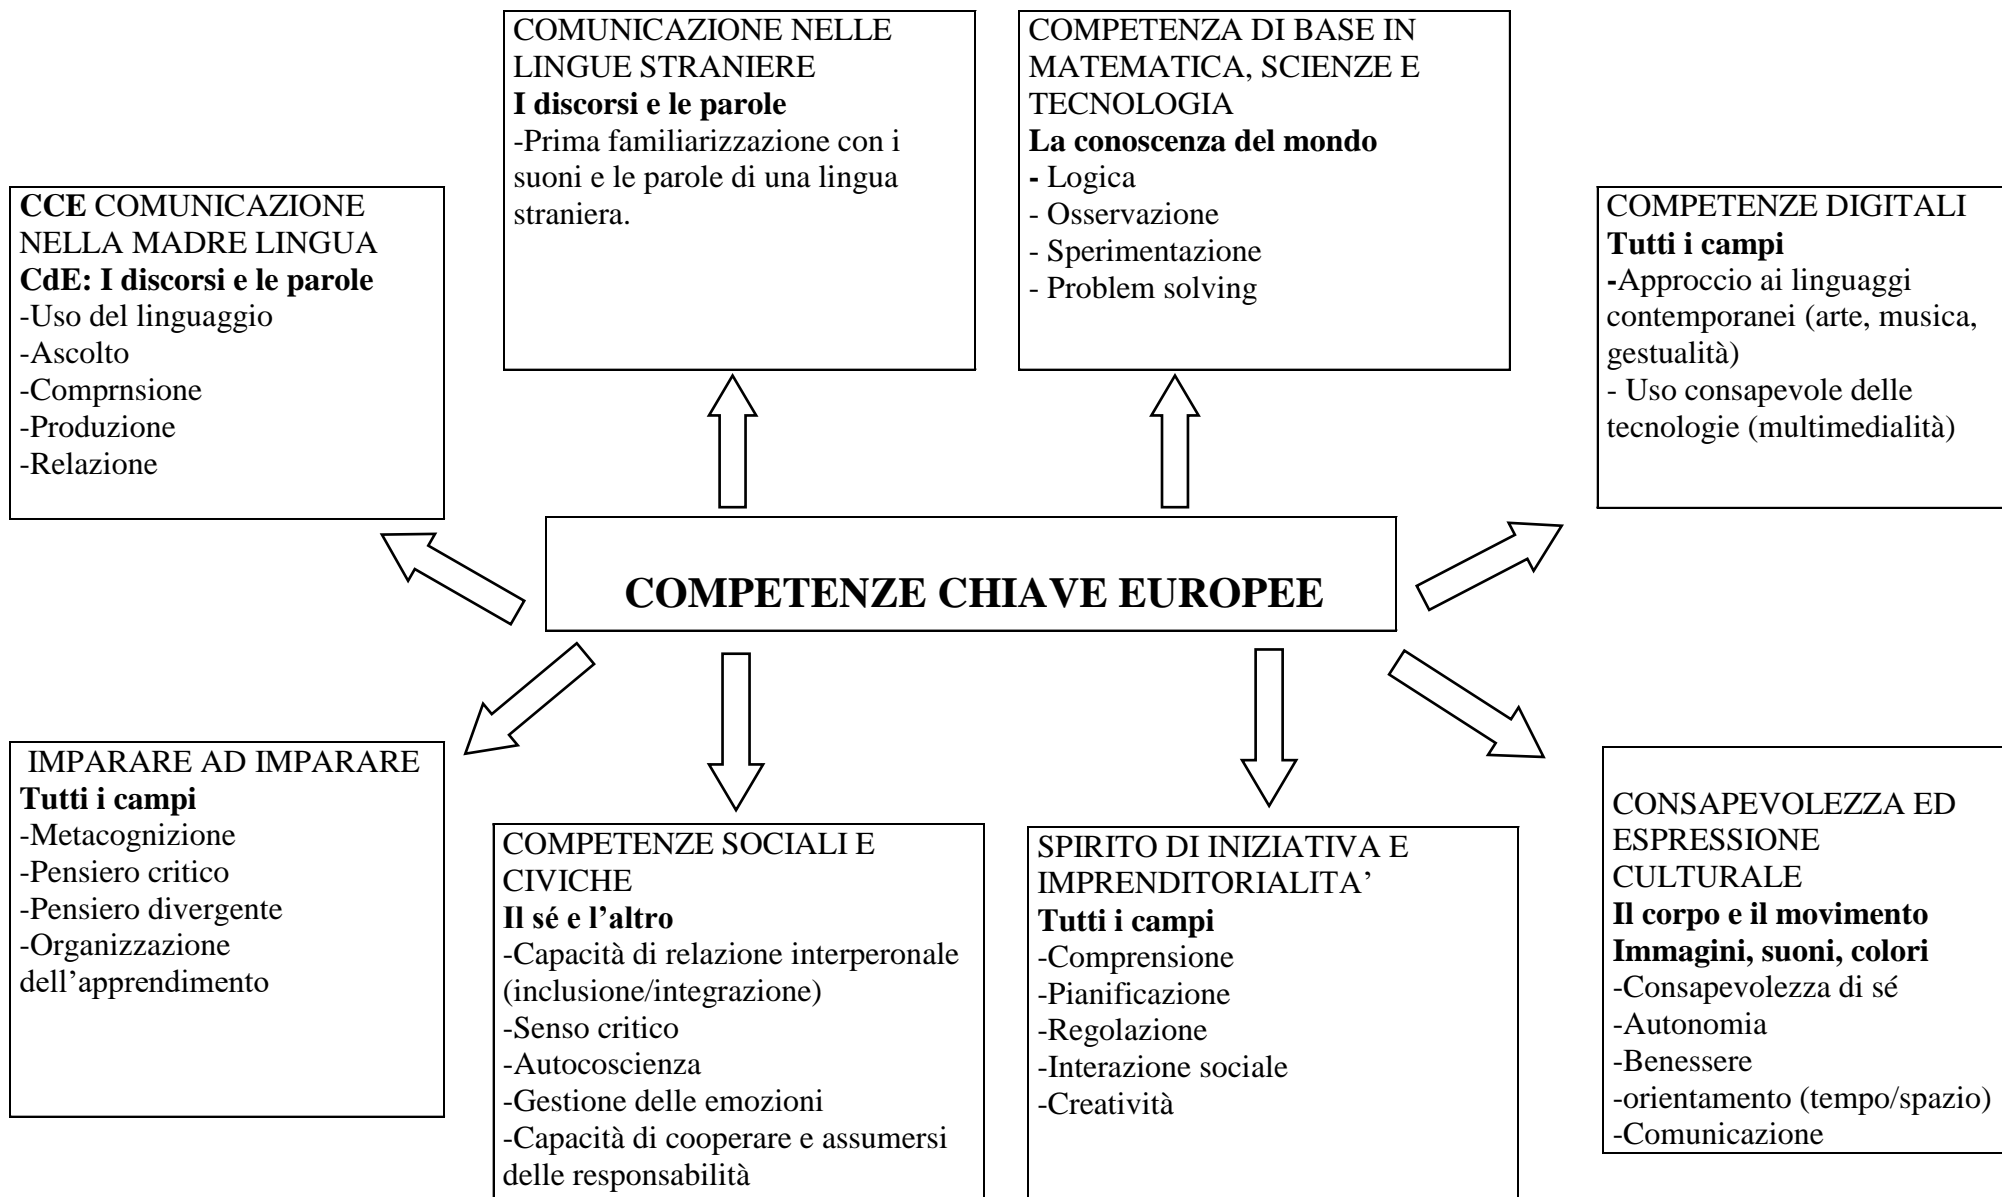 COMUNICAZIONE NELLE
LINGUE STRANIERE
I discorsi e le parole
-Prima familiarizzazione con i
suoni e le parole di una lingua
straniera.
COMPETENZA DI BASE IN
MATEMATICA, SCIENZE E
TECNOLOGIA
La conoscenza del mondo
- Logica
- Osservazione
- Sperimentazione
- Problem solving
CCE COMUNICAZIONE
NELLA MADRE LINGUA
CdE: I discorsi e le parole
-Uso del linguaggio
-Ascolto
-Comprnsione
-Produzione
-Relazione
COMPETENZE DIGITALI
Tutti i campi
-Approccio ai linguaggi
contemporanei (arte, musica,
gestualità)
- Uso consapevole delle
tecnologie (multimedialità)
COMPETENZE CHIAVE EUROPEE
IMPARARE AD IMPARARE
Tutti i campi
-Metacognizione
-Pensiero critico
-Pensiero divergente
-Organizzazione
dell’apprendimento
COMPETENZE SOCIALI E
CIVICHE
Il sé e l’altro
-Capacità di relazione interperonale
(inclusione/integrazione)
-Senso critico
-Autocoscienza
-Gestione delle emozioni
-Capacità di cooperare e assumersi
delle responsabilità
SPIRITO DI INIZIATIVA E
IMPRENDITORIALITA’
Tutti i campi
-Comprensione
-Pianificazione
-Regolazione
-Interazione sociale
-Creatività
CONSAPEVOLEZZA ED
ESPRESSIONE
CULTURALE
Il corpo e il movimento
Immagini, suoni, colori
-Consapevolezza di sé
-Autonomia
-Benessere
-orientamento (tempo/spazio)
-Comunicazione